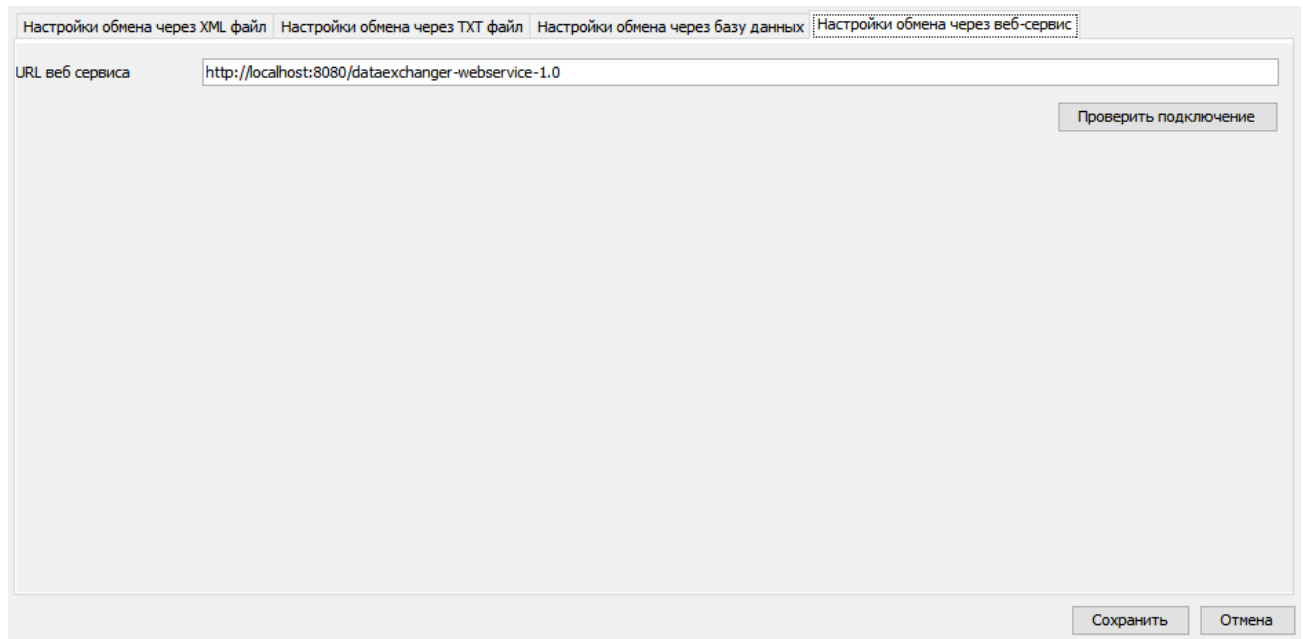 Настройки обмена через XML файл Настройки обмена через TXT файл Настройки обмена через базу данных Настройки обмена через веб-сервис
URL веб сервиса http://localhost:8080/dataexchanger-webservice-1.0
Проверить подключение
Сохранить Отмена